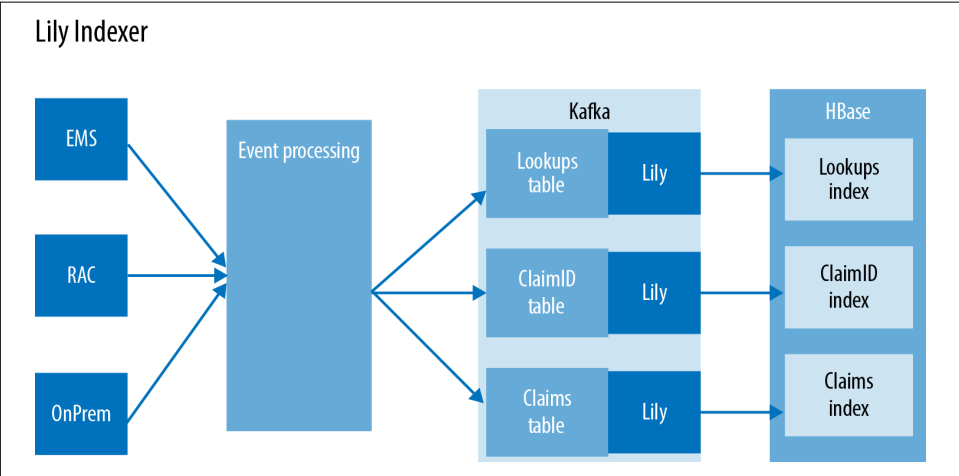 Lily Indexer
EMS
RAC
OnPrem
Event processing
Kafka
Lookups
table
Lily
ClaimID
table
Lily
Claims
table
Lily
HBase
Lookups
index
ClaimID
index
Claims
index